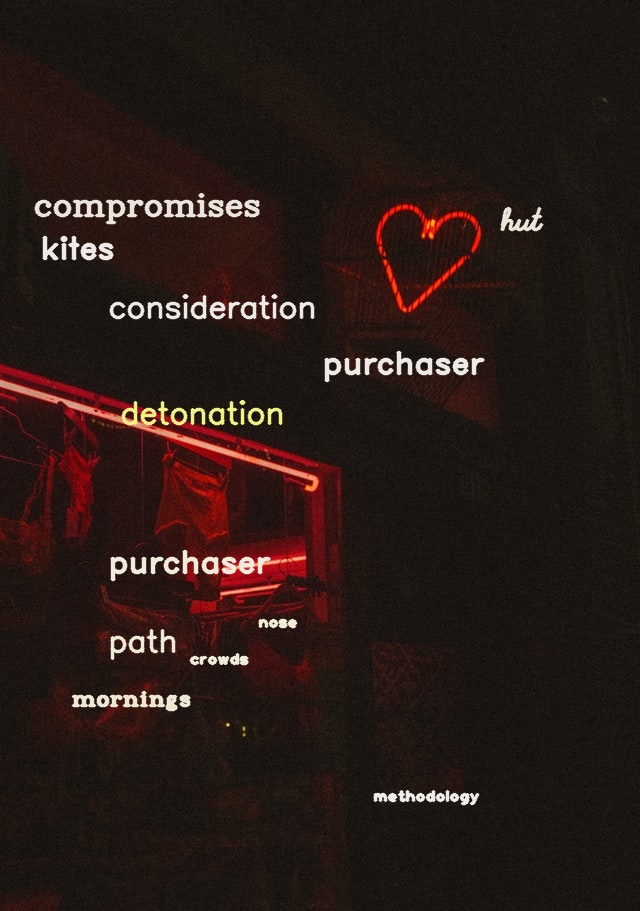 compromises
hut
kites
consideration
purchaser
detonation
purchaser
nose
path
crowds
mornings
methodology